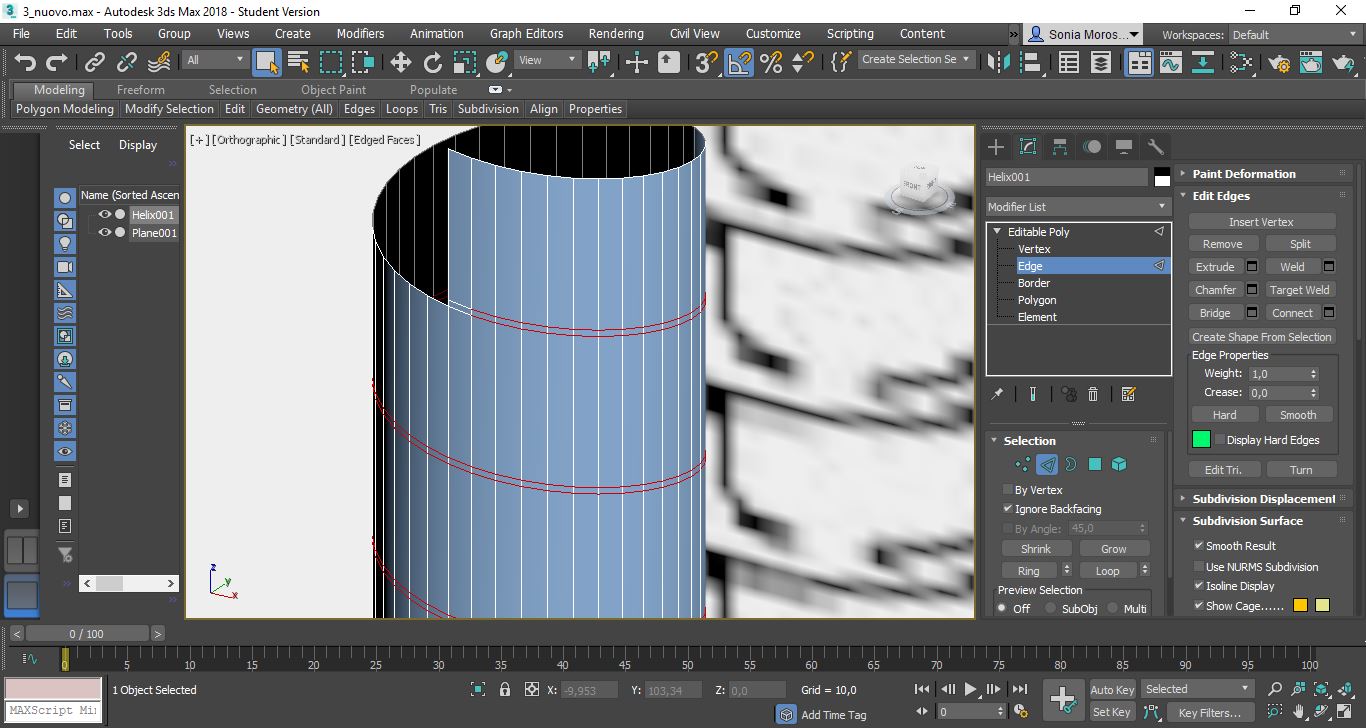 3_nuovo.max - Autodesk 3ds Max 2018 - Student Version
File Edit Tools Group Views Create Modifiers Animation Graph Editors Rendering Civil View Customize Scripting Content » Sonia Moros... Workspaces: Default
All View Create Selection Se
Modeling Freeform Selection Object Paint Populate
Polygon Modeling Modify Selection Edit Geometry (All) Edges Loops Tris Subdivision Align Properties
Select Display
Name (Sorted Ascen
Helix001
Plane001
[+] [Orthographic] [Standard] [Edged Faces]
FRONT
z
y
x
Helix001
Modifier List
Editable Poly
Vertex
Edge
Border
Polygon
Element
Selection
By Vertex
Ignore Backfacing
By Angle: 45,0
Shrink Grow
Ring Loop
Preview Selection
Off SubObj Multi
Paint Deformation
Edit Edges
Insert Vertex
Remove Split
Extrude Weld
Chamfer Target Weld
Bridge Connect
Create Shape From Selection
Edge Properties
Weight: 1,0
Crease: 0,0
Hard Smooth
Display Hard Edges
Edit Tri. Turn
Subdivision Displacement
Subdivision Surface
Smooth Result
Use NURMS Subdivision
Isoline Display
Show Cage......
< 0 / 100 >
0 5 10 15 20 25 30 35 40 45 50 55 60 65 70 75 80 85 90 95 100
1 Object Selected X: -9,953 Y: 103,34 Z: 0,0 Grid = 10,0 Auto Key Selected
MAXScript Mi
Add Time Tag 0 Set Key Key Filters...